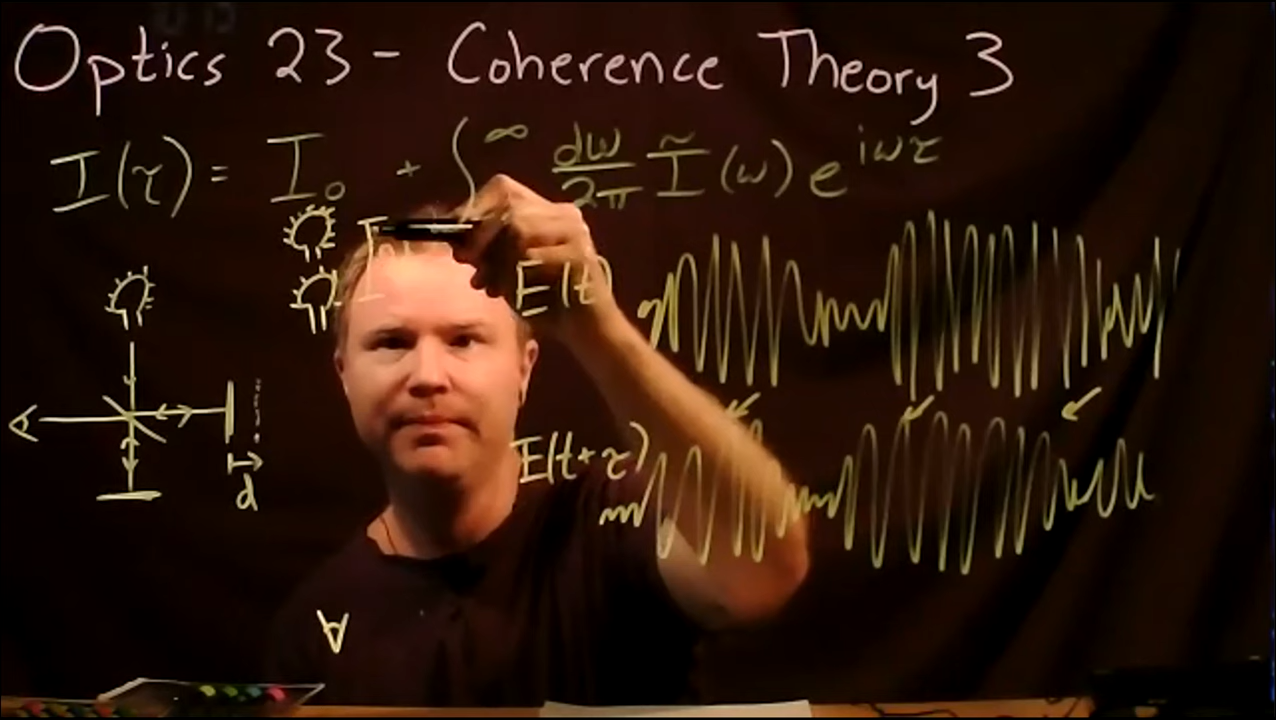 Optics 23 - Coherence Theory 3
I(τ) = I₀ + ∫^∞ dω/2π Ĩ(ω) e^{iωτ}
E(t)
E(t+τ)
d